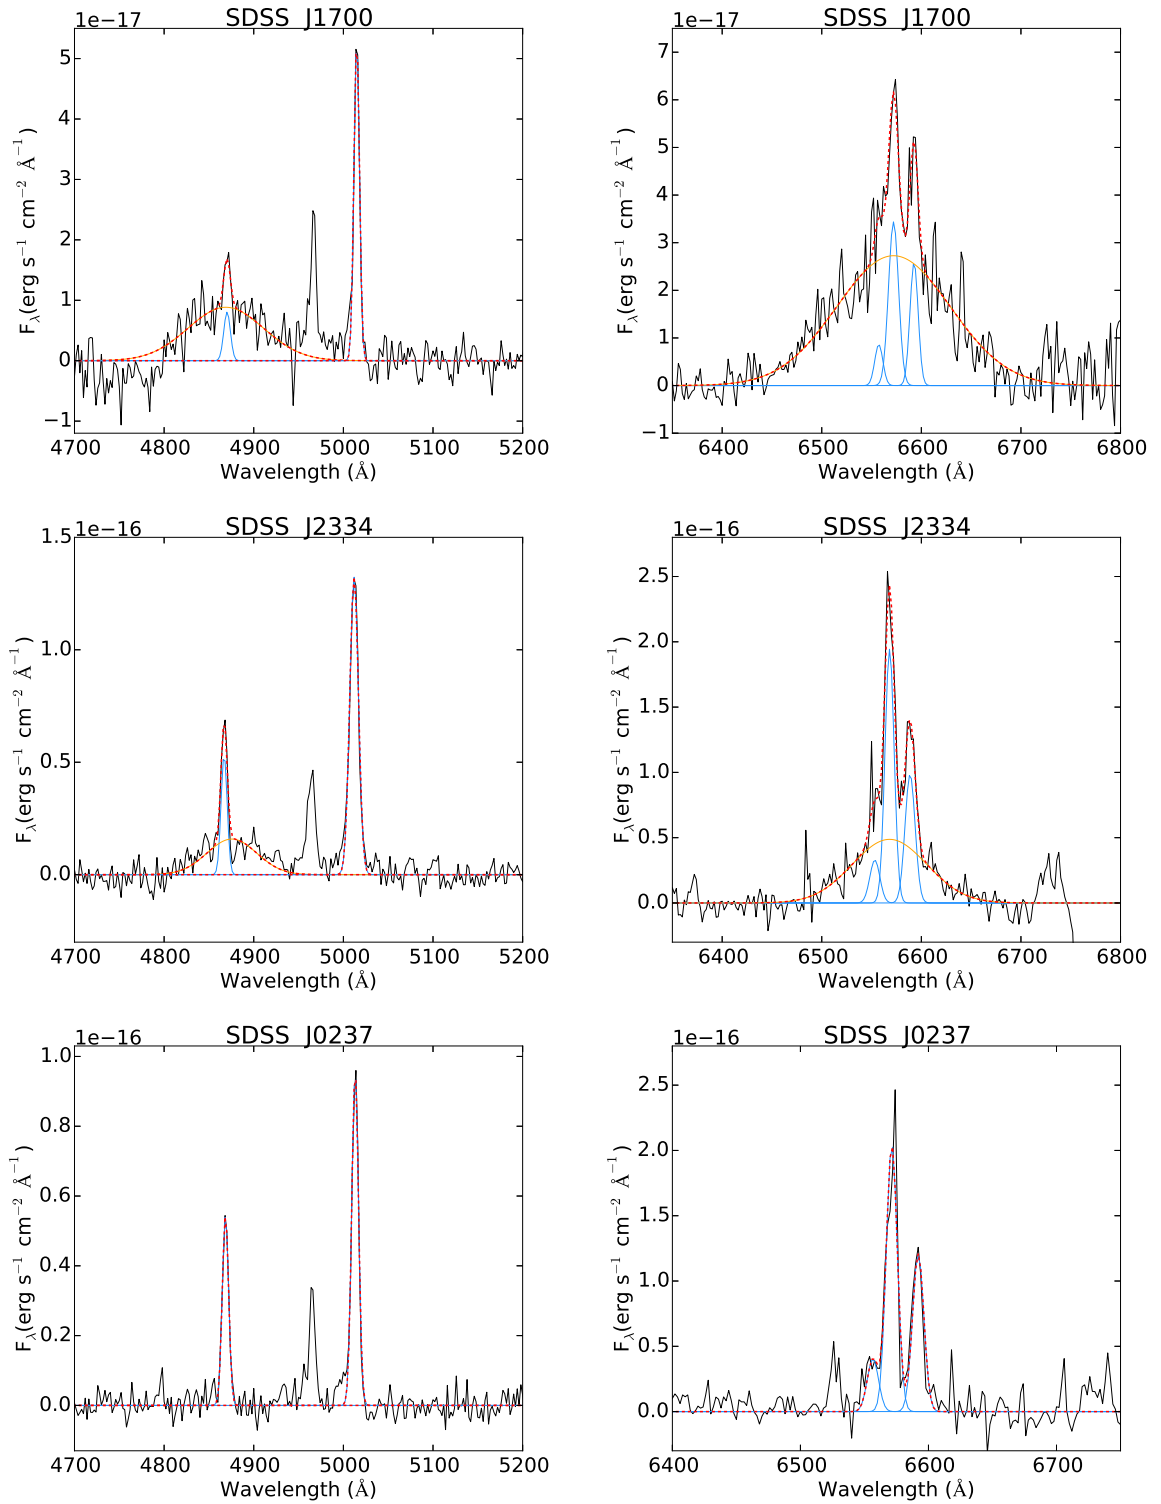 1e−17 SDSS J1700
5
4
3
2
1
0
−1
4700 4800 4900 5000 5100 5200
Wavelength (Å)
F_λ(erg s⁻¹ cm⁻² Å⁻¹)
1e−17 SDSS J1700
7
6
5
4
3
2
1
0
−1
6400 6500 6600 6700 6800
Wavelength (Å)
F_λ(erg s⁻¹ cm⁻² Å⁻¹)
1e−16 SDSS J2334
1.5
1.0
0.5
0.0
4700 4800 4900 5000 5100 5200
Wavelength (Å)
F_λ(erg s⁻¹ cm⁻² Å⁻¹)
1e−16 SDSS J2334
2.5
2.0
1.5
1.0
0.5
0.0
6400 6500 6600 6700 6800
Wavelength (Å)
F_λ(erg s⁻¹ cm⁻² Å⁻¹)
1e−16 SDSS J0237
1.0
0.8
0.6
0.4
0.2
0.0
4700 4800 4900 5000 5100 5200
Wavelength (Å)
F_λ(erg s⁻¹ cm⁻² Å⁻¹)
1e−16 SDSS J0237
2.5
2.0
1.5
1.0
0.5
0.0
6400 6500 6600 6700
Wavelength (Å)
F_λ(erg s⁻¹ cm⁻² Å⁻¹)